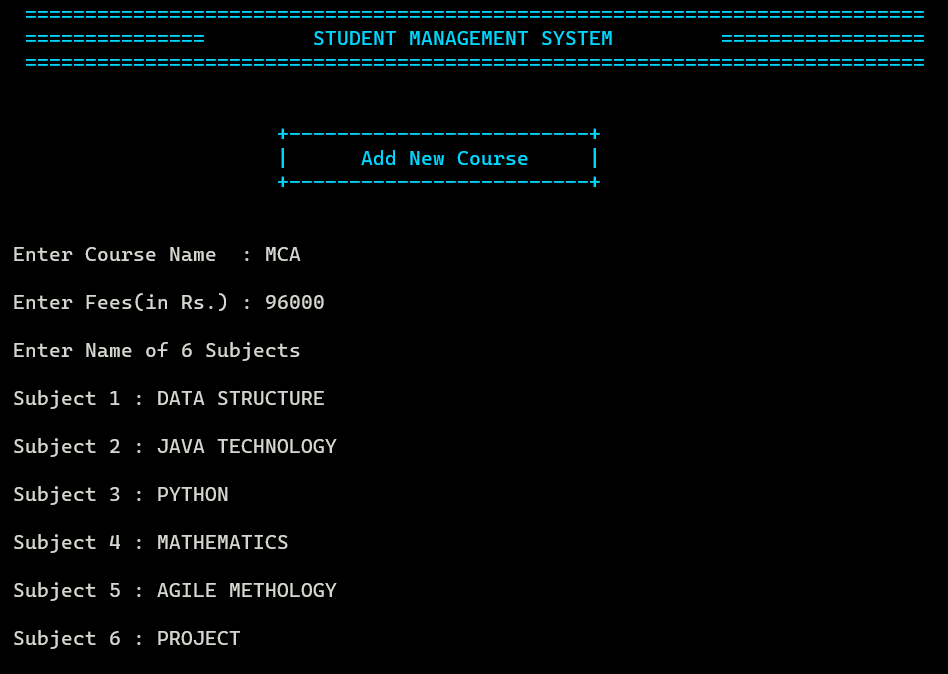 ===========================================================================
===============         STUDENT MANAGEMENT SYSTEM         =================
===========================================================================
+-------------------------+
|      Add New Course     |
+-------------------------+
Enter Course Name  : MCA
Enter Fees(in Rs.) : 96000
Enter Name of 6 Subjects
Subject 1 : DATA STRUCTURE
Subject 2 : JAVA TECHNOLOGY
Subject 3 : PYTHON
Subject 4 : MATHEMATICS
Subject 5 : AGILE METHOLOGY
Subject 6 : PROJECT